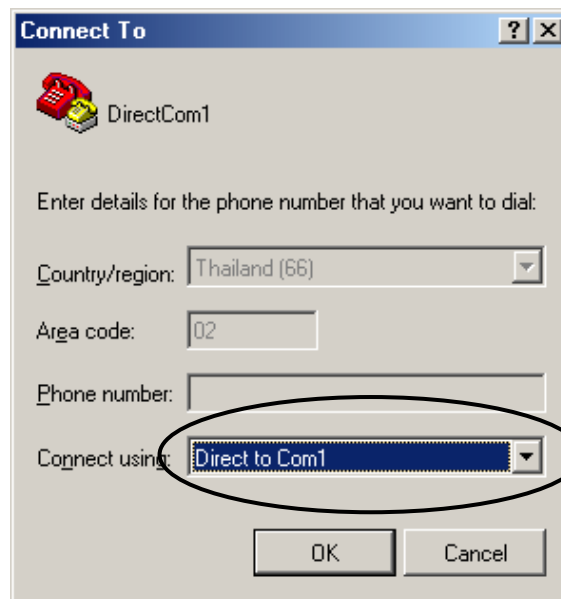 Connect To
DirectCom1
Enter details for the phone number that you want to dial:
Country/region: Thailand (66)
Area code: 02
Phone number:
Connect using: Direct to Com1
OK Cancel